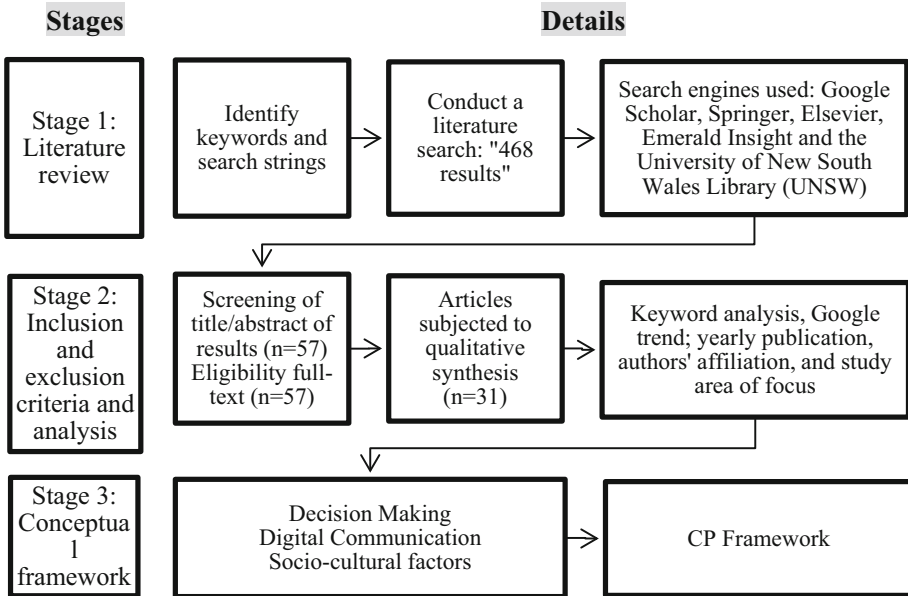 Stages
Details
Stage 1:
Literature
review
Identify
keywords and
search strings
Conduct a
literature
search: "468
results"
Search engines used: Google
Scholar, Springer, Elsevier,
Emerald Insight and the
University of New South
Wales Library (UNSW)
Stage 2:
Inclusion
and
exclusion
criteria and
analysis
Screening of
title/abstract of
results (n=57)
Eligibility full-
text (n=57)
Articles
subjected to
qualitative
synthesis
(n=31)
Keyword analysis, Google
trend; yearly publication,
authors' affiliation, and study
area of focus
Stage 3:
Conceptua
l
framework
Decision Making
Digital Communication
Socio-cultural factors
CP Framework